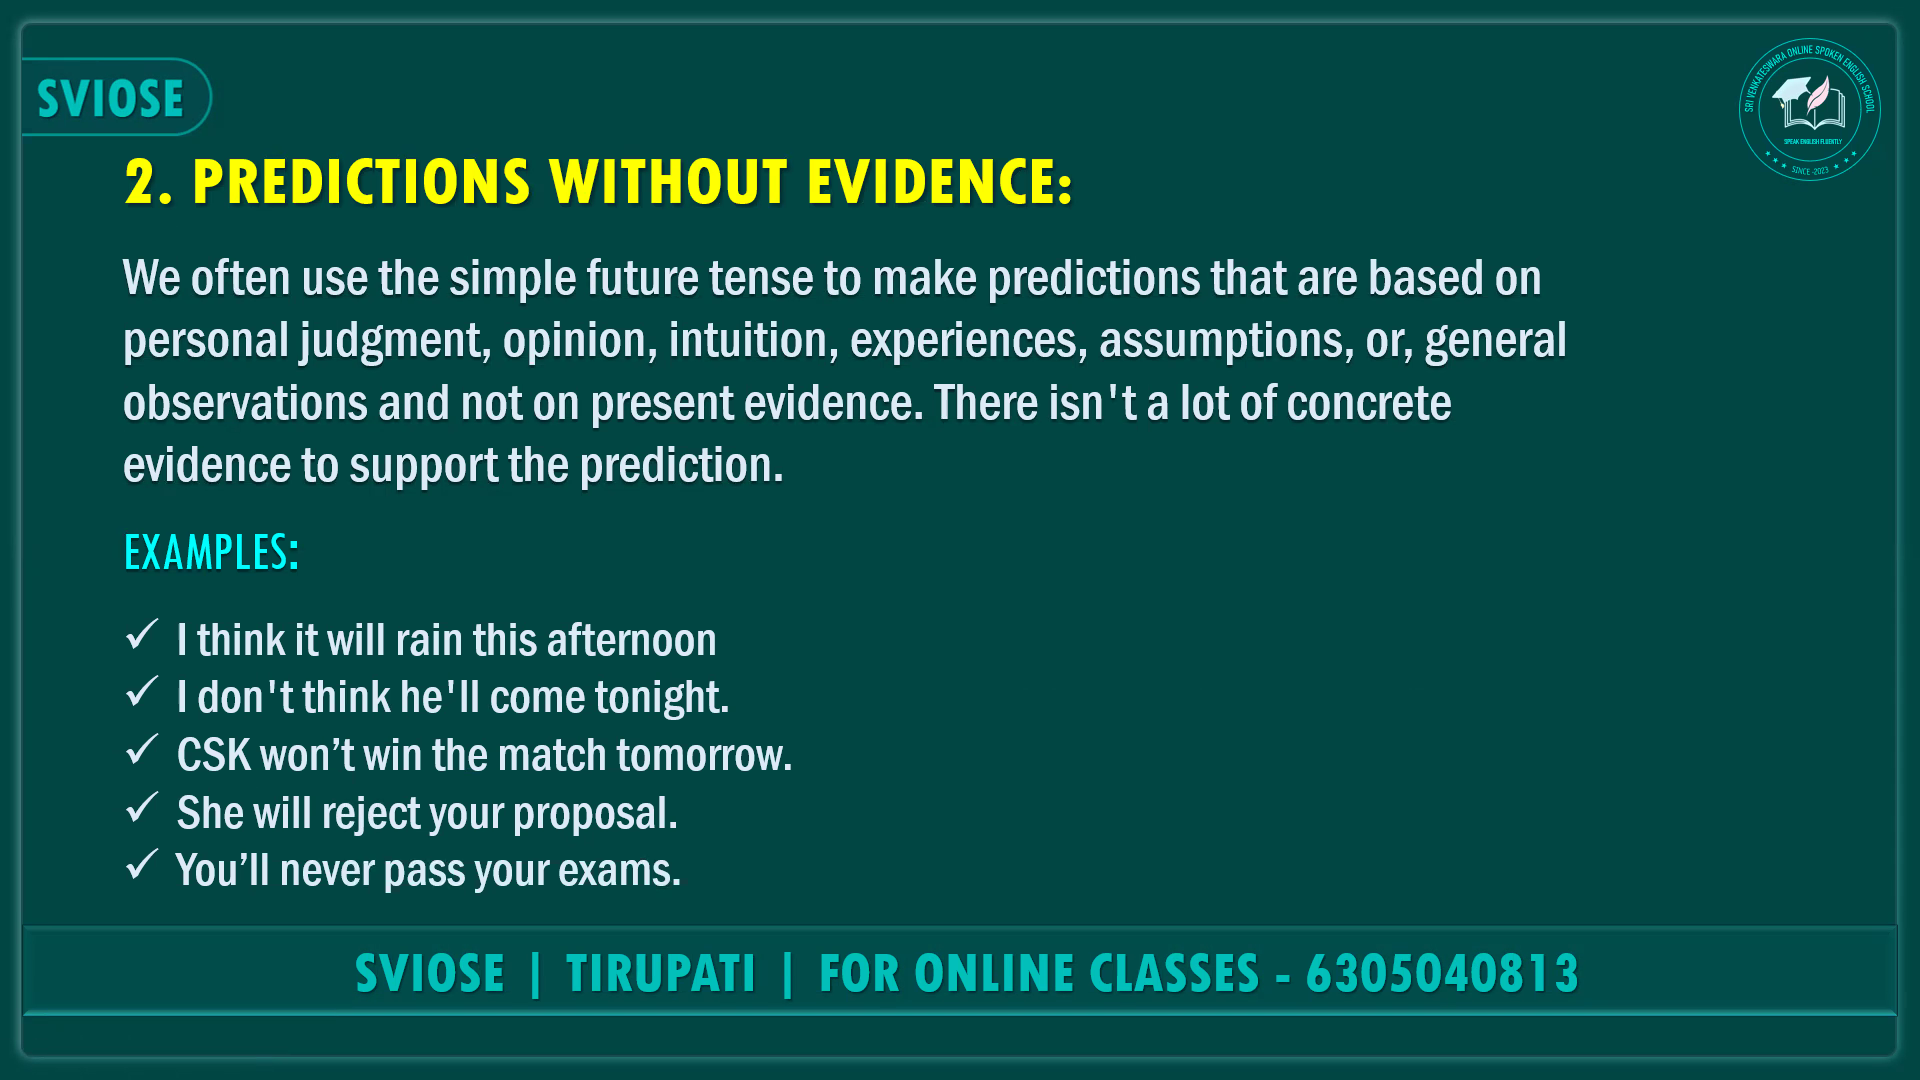 SVIOSE
SRI VENKATESWARA ONLINE SPOKEN ENGLISH SCHOOL
SPEAK ENGLISH FLUENTLY
SINCE -2023
2. PREDICTIONS WITHOUT EVIDENCE:
We often use the simple future tense to make predictions that are based on
personal judgment, opinion, intuition, experiences, assumptions, or, general
observations and not on present evidence. There isn't a lot of concrete
evidence to support the prediction.
EXAMPLES:
✓ I think it will rain this afternoon
✓ I don't think he'll come tonight.
✓ CSK won’t win the match tomorrow.
✓ She will reject your proposal.
✓ You’ll never pass your exams.
SVIOSE | TIRUPATI | FOR ONLINE CLASSES - 6305040813